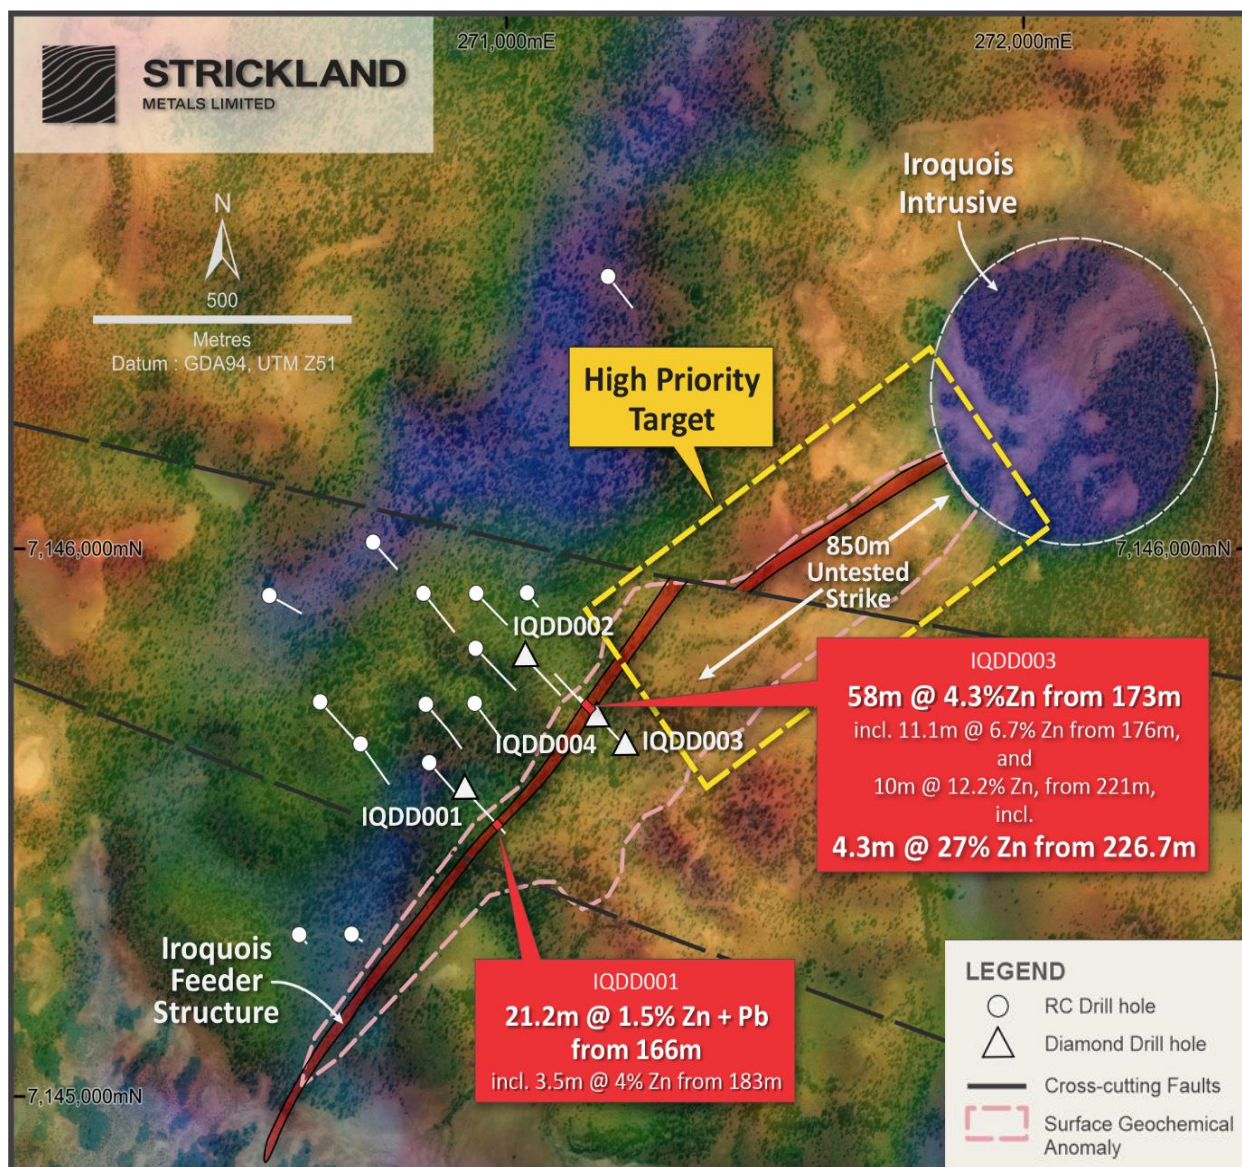 STRICKLAND
METALS LIMITED
271,000mE
272,000mE
N
500
Metres
Datum : GDA94, UTM Z51
Iroquois
Intrusive
High Priority
Target
7,146,000mN
7,146,000mN
850m
Untested
Strike
IQDD002
IQDD004
IQDD003
IQDD001
IQDD003
58m @ 4.3%Zn from 173m
incl. 11.1m @ 6.7% Zn from 176m,
and
10m @ 12.2% Zn, from 221m,
incl.
4.3m @ 27% Zn from 226.7m
Iroquois
Feeder
Structure
IQDD001
21.2m @ 1.5% Zn + Pb
from 166m
incl. 3.5m @ 4% Zn from 183m
7,145,000mN
LEGEND
RC Drill hole
Diamond Drill hole
Cross-cutting Faults
Surface Geochemical
Anomaly